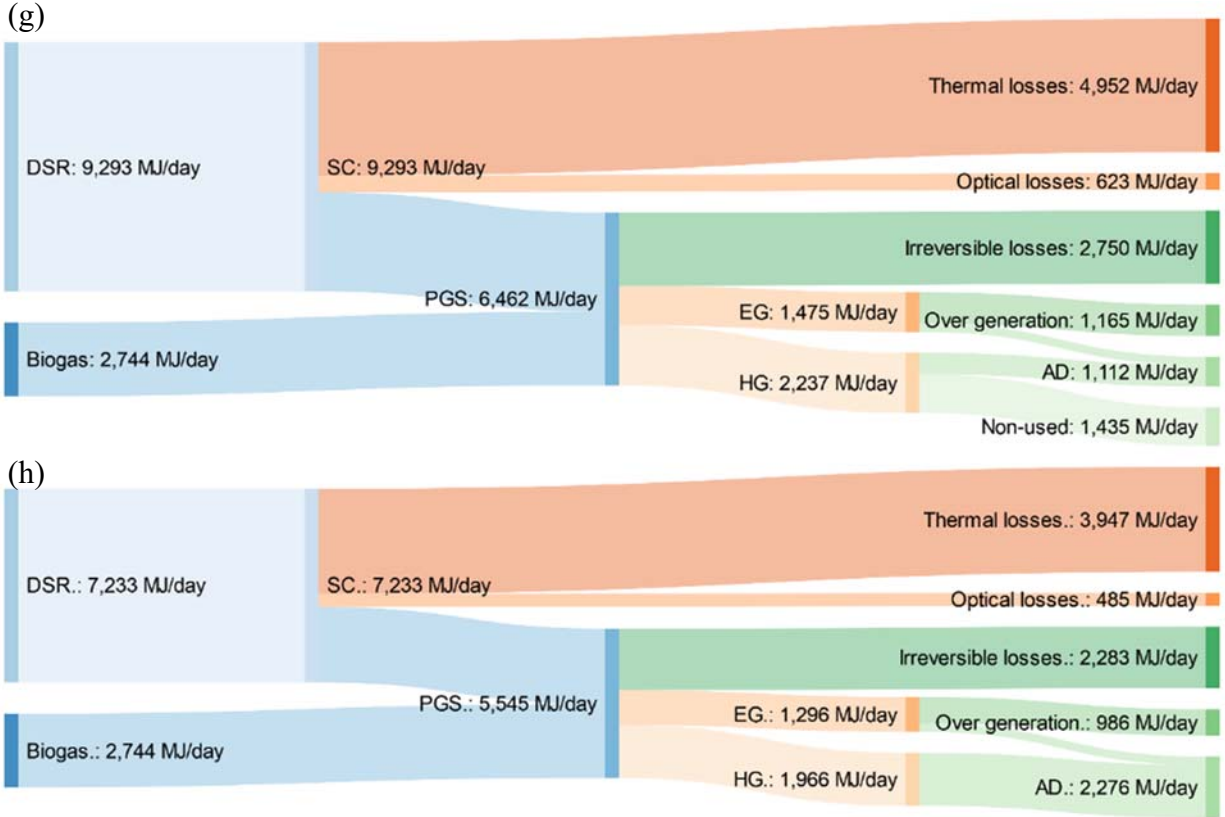 (g)
Thermal losses: 4,952 MJ/day
DSR: 9,293 MJ/day
SC: 9,293 MJ/day
Optical losses: 623 MJ/day
Irreversible losses: 2,750 MJ/day
PGS: 6,462 MJ/day
EG: 1,475 MJ/day
Over generation: 1,165 MJ/day
Biogas: 2,744 MJ/day
AD: 1,112 MJ/day
HG: 2,237 MJ/day
Non-used: 1,435 MJ/day
(h)
Thermal losses.: 3,947 MJ/day
DSR.: 7,233 MJ/day
SC.: 7,233 MJ/day
Optical losses.: 485 MJ/day
Irreversible losses.: 2,283 MJ/day
PGS.: 5,545 MJ/day
EG.: 1,296 MJ/day
Over generation.: 986 MJ/day
Biogas.: 2,744 MJ/day
HG.: 1,966 MJ/day
AD.: 2,276 MJ/day